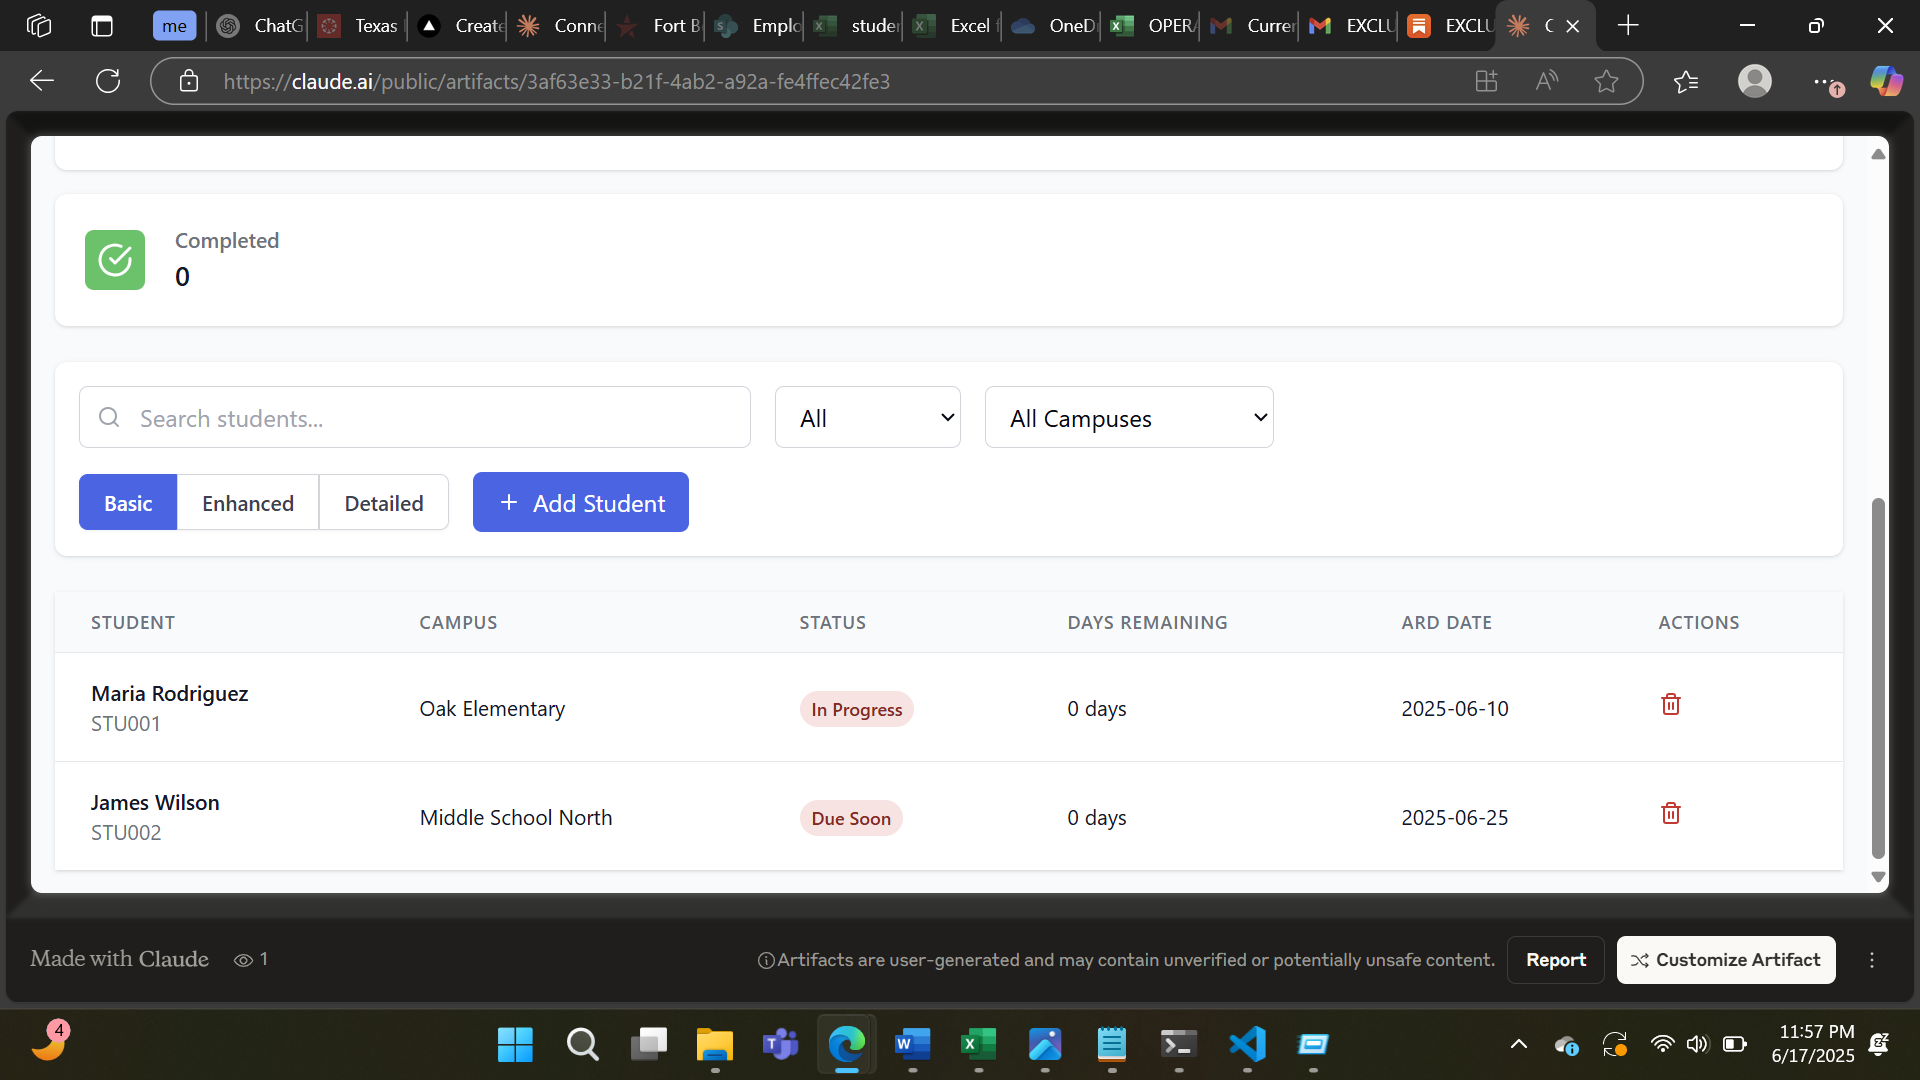 me
ChatG
Texas
Create
Conne
Fort B
Emplo
studer
Excel f
OneD
OPERA
Currer
EXCLU
EXCLU
C
https://claude.ai/public/artifacts/3af63e33-b21f-4ab2-a92a-fe4ffec42fe3
Completed
0
Search students...
All
All Campuses
Basic
Enhanced
Detailed
+ Add Student
STUDENT CAMPUS STATUS DAYS REMAINING ARD DATE ACTIONS
Maria Rodriguez
STU001
Oak Elementary
In Progress
0 days
2025-06-10
James Wilson
STU002
Middle School North
Due Soon
0 days
2025-06-25
Made with Claude
1
Artifacts are user-generated and may contain unverified or potentially unsafe content.
Report
Customize Artifact
4
11:57 PM
6/17/2025